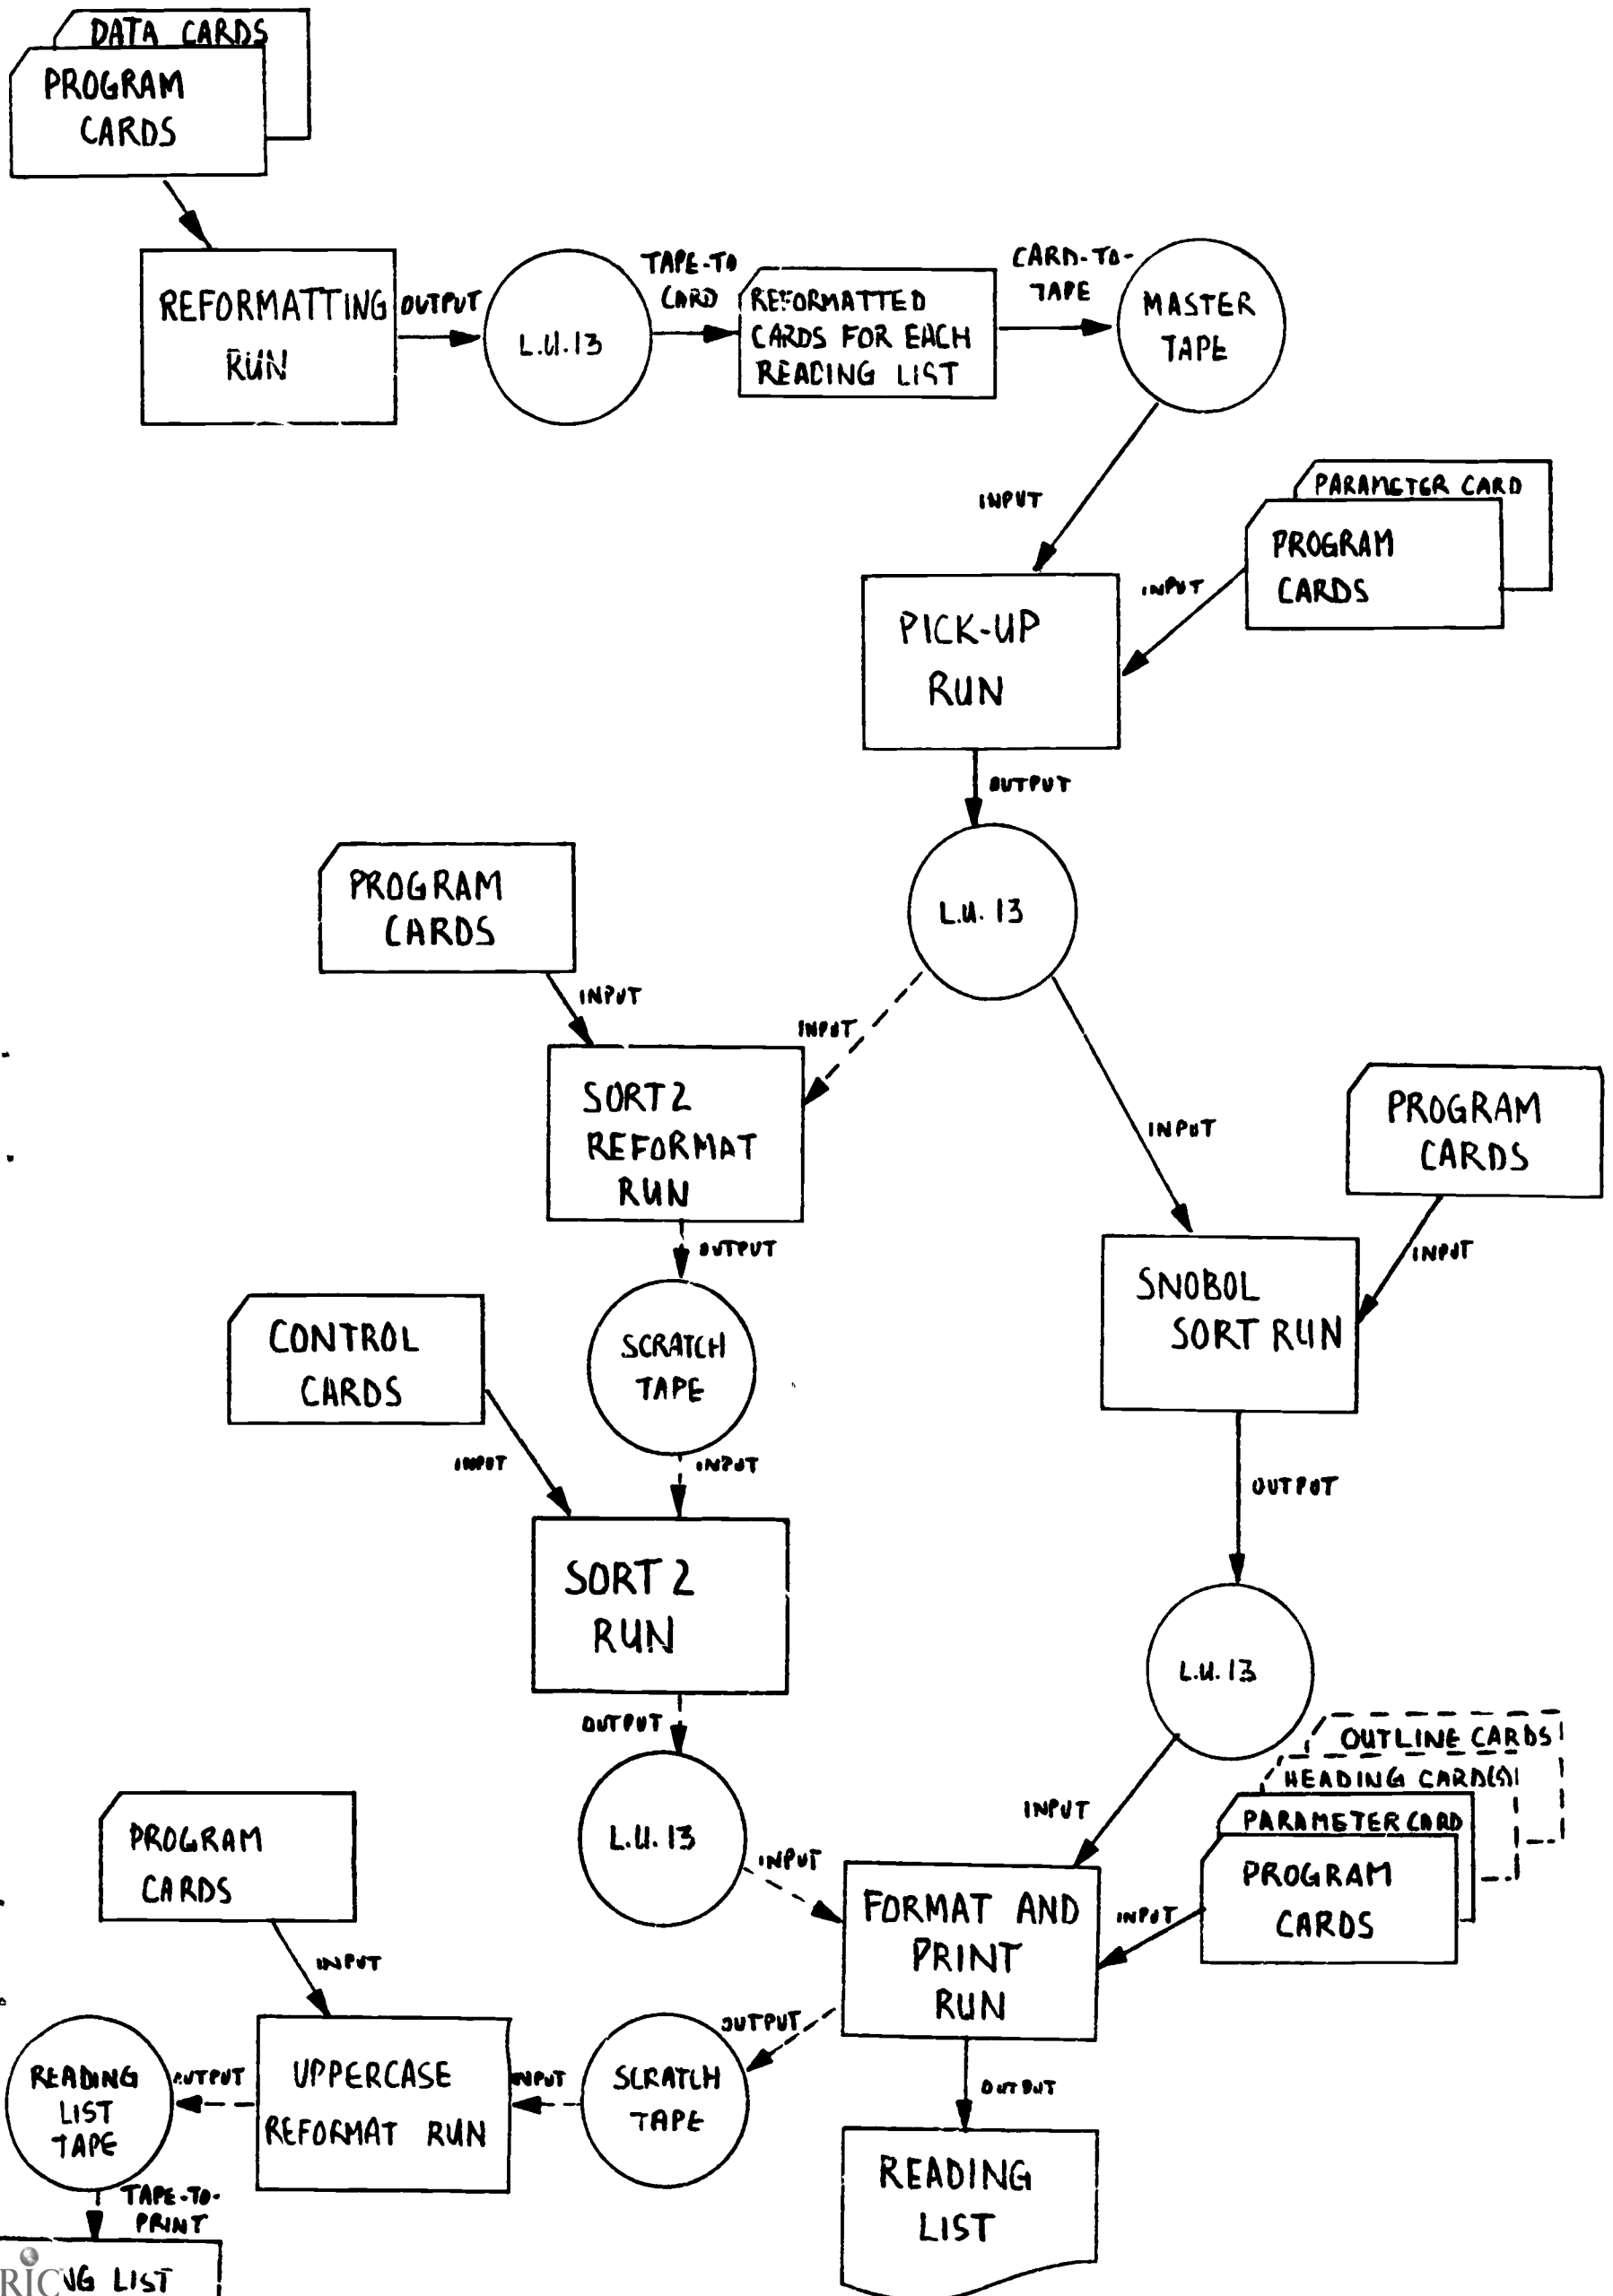 DATA CARDS
PROGRAM
CARDS
REFORMATTING
RUN
OUTPUT
L.U.13
TAPE-TO
CARD
REFORMATTED
CARDS FOR EACH
READING LIST
CARD-TO-
TAPE
MASTER
TAPE
INPUT
PARAMETER CARD
PROGRAM
CARDS
INPUT
PICK-UP
RUN
OUTPUT
L.U. 13
PROGRAM
CARDS
INPUT
INPUT
SORT 2
REFORMAT
RUN
INPUT
PROGRAM
CARDS
INPUT
OUTPUT
SNOBOL
SORT RUN
CONTROL
CARDS
SCRATCH
TAPE
INPUT
INPUT
OUTPUT
SORT 2
RUN
L.U. 13
OUTPUT
OUTLINE CARDS
HEADING CARD(S)
PARAMETER CARD
PROGRAM
CARDS
INPUT
INPUT
L.U. 13
INPUT
PROGRAM
CARDS
INPUT
FORMAT AND
PRINT
RUN
OUTPUT
READING
LIST
TAPE
OUTPUT
UPPERCASE
REFORMAT RUN
INPUT
SCRATCH
TAPE
OUTPUT
READING
LIST
TAPE-TO-
PRINT
NG LIST
RIC